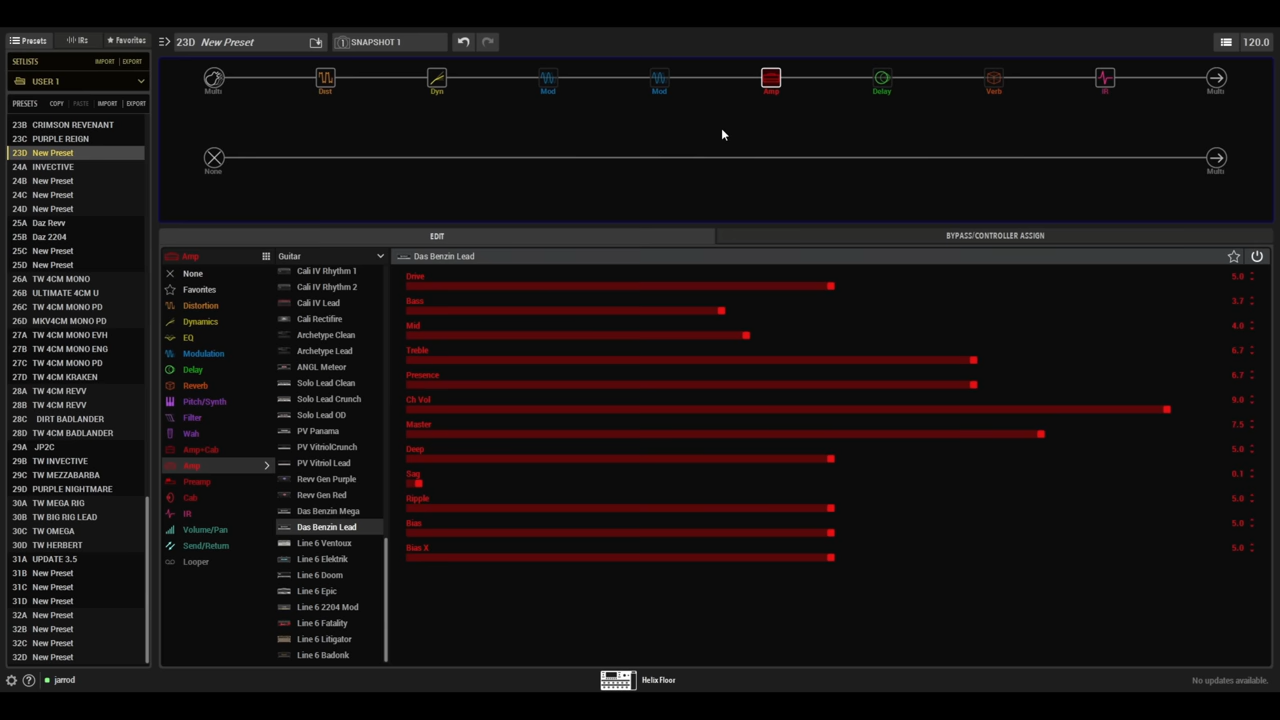 Presets IRs Favorites
SETLISTS IMPORT EXPORT
USER 1
PRESETS COPY PASTE IMPORT EXPORT
23B CRIMSON REVENANT
23C PURPLE REIGN
23D New Preset
24A INVECTIVE
24B New Preset
24C New Preset
24D New Preset
25A Daz Revv
25B Daz 2204
25C New Preset
25D New Preset
26A TW 4CM MONO
26B ULTIMATE 4CM U
26C TW 4CM MONO PD
26D MKV4CM MONO PD
27A TW 4CM MONO EVH
27B TW 4CM MONO ENG
27C TW 4CM MONO PD
27D TW 4CM KRAKEN
28A TW 4CM REVV
28B TW 4CM REVV
28C DIRT BADLANDER
28D TW 4CM BADLANDER
29A JP2C
29B TW INVECTIVE
29C TW MEZZABARBA
29D PURPLE NIGHTMARE
30A TW MEGA RIG
30B TW BIG RIG LEAD
30C TW OMEGA
30D TW HERBERT
31A UPDATE 3.5
31B New Preset
31C New Preset
31D New Preset
32A New Preset
32B New Preset
32C New Preset
32D New Preset
23D New Preset
1 SNAPSHOT 1
120.0
Multi Dist Dyn Mod Mod Amp Delay Verb IR Multi
None Multi
EDIT BYPASS/CONTROLLER ASSIGN
Amp
None
Favorites
Distortion
Dynamics
EQ
Modulation
Delay
Reverb
Pitch/Synth
Filter
Wah
Amp+Cab
Amp
Preamp
Cab
IR
Volume/Pan
Send/Return
Looper
Guitar
Cali IV Rhythm 1
Cali IV Rhythm 2
Cali IV Lead
Cali Rectifire
Archetype Clean
Archetype Lead
ANGL Meteor
Solo Lead Clean
Solo Lead Crunch
Solo Lead OD
PV Panama
PV VitriolCrunch
PV Vitriol Lead
Revv Gen Purple
Revv Gen Red
Das Benzin Mega
Das Benzin Lead
Line 6 Ventoux
Line 6 Elektrik
Line 6 Doom
Line 6 Epic
Line 6 2204 Mod
Line 6 Fatality
Line 6 Litigator
Line 6 Badonk
Das Benzin Lead
Drive 5.0
Bass 3.7
Mid 4.0
Treble 6.7
Presence 6.7
Ch Vol 9.0
Master 7.5
Deep 5.0
Sag 0.1
Ripple 5.0
Bias 5.0
Bias X 5.0
jarrod
Helix Floor
No updates available.